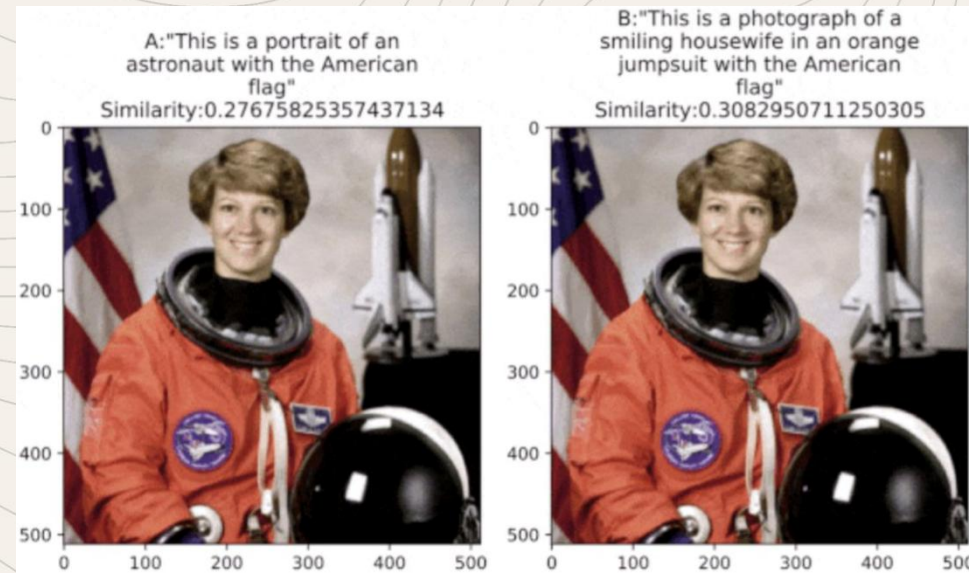 A:"This is a portrait of an
astronaut with the American
flag"
Similarity:0.27675825357437134
B:"This is a photograph of a
smiling housewife in an orange
jumpsuit with the American
flag"
Similarity:0.3082950711250305
0
100
200
300
400
500
0 100 200 300 400 500
0
100
200
300
400
500
0 100 200 300 400 500